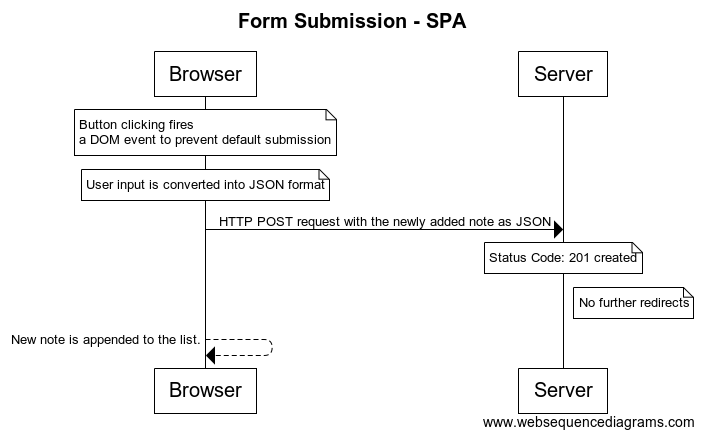 Form Submission - SPA
Browser
Server
Button clicking fires
a DOM event to prevent default submission
User input is converted into JSON format
HTTP POST request with the newly added note as JSON
Status Code: 201 created
No further redirects
New note is appended to the list.
Browser
Server
www.websequencediagrams.com